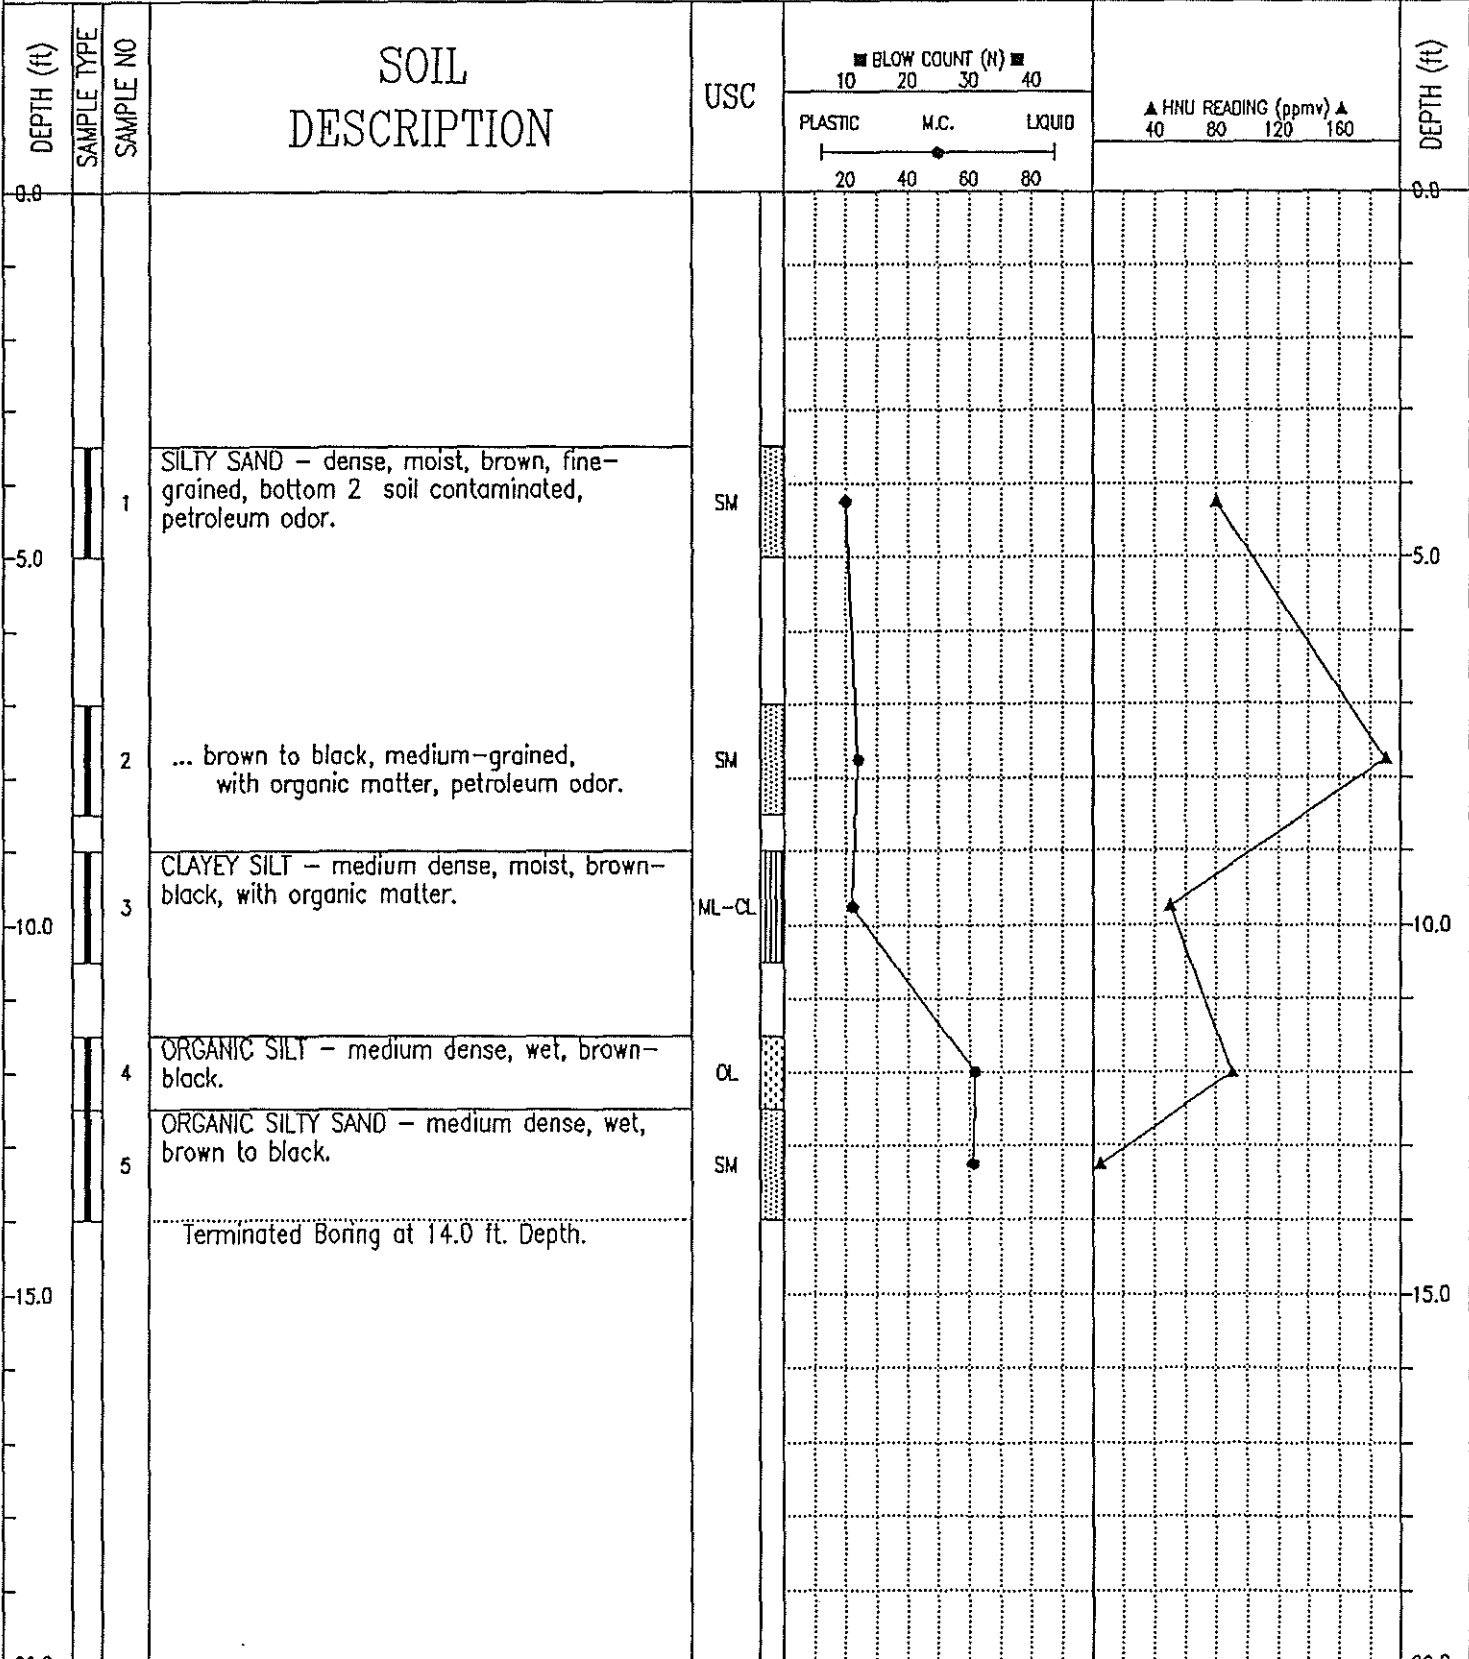 DEPTH (ft)
SAMPLE TYPE
SAMPLE NO
SOIL
DESCRIPTION
USC
■ BLOW COUNT (N) ■
10 20 30 40
PLASTIC M.C. LIQUID
20 40 60 80
▲ HNU READING (ppmv) ▲
40 80 120 160
DEPTH (ft)
0.0 0.0
SILTY SAND – dense, moist, brown, fine–
grained, bottom 2 soil contaminated,
petroleum odor.
1 SM
5.0 5.0
... brown to black, medium–grained,
with organic matter, petroleum odor.
2 SM
CLAYEY SILT – medium dense, moist, brown–
black, with organic matter.
3 ML–CL
10.0 10.0
ORGANIC SILT – medium dense, wet, brown–
black.
4 OL
ORGANIC SILTY SAND – medium dense, wet,
brown to black.
5 SM
Terminated Boring at 14.0 ft. Depth.
15.0 15.0